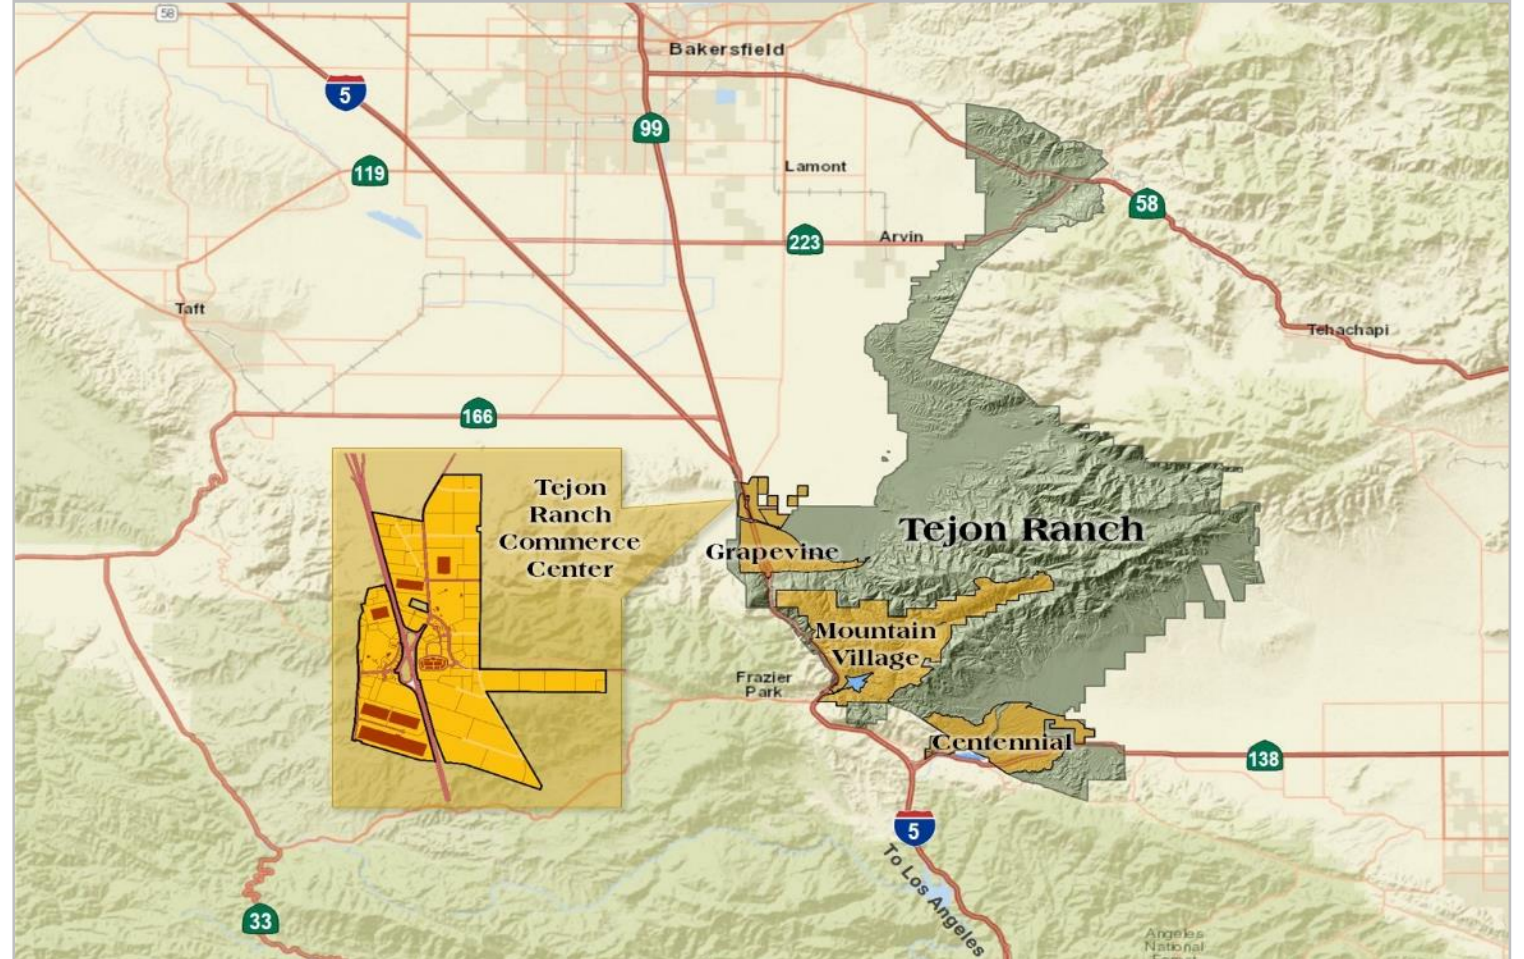 58
Bakersfield
5
99
Lamont
119
58
223
Arvin
Taft
Tehachapi
166
Tejon
Ranch
Commerce
Center
Tejon Ranch
Grapevine
Mountain
Village
Frazier
Park
Centennial
138
5
To Los Angeles
33
Angeles
National
Forest